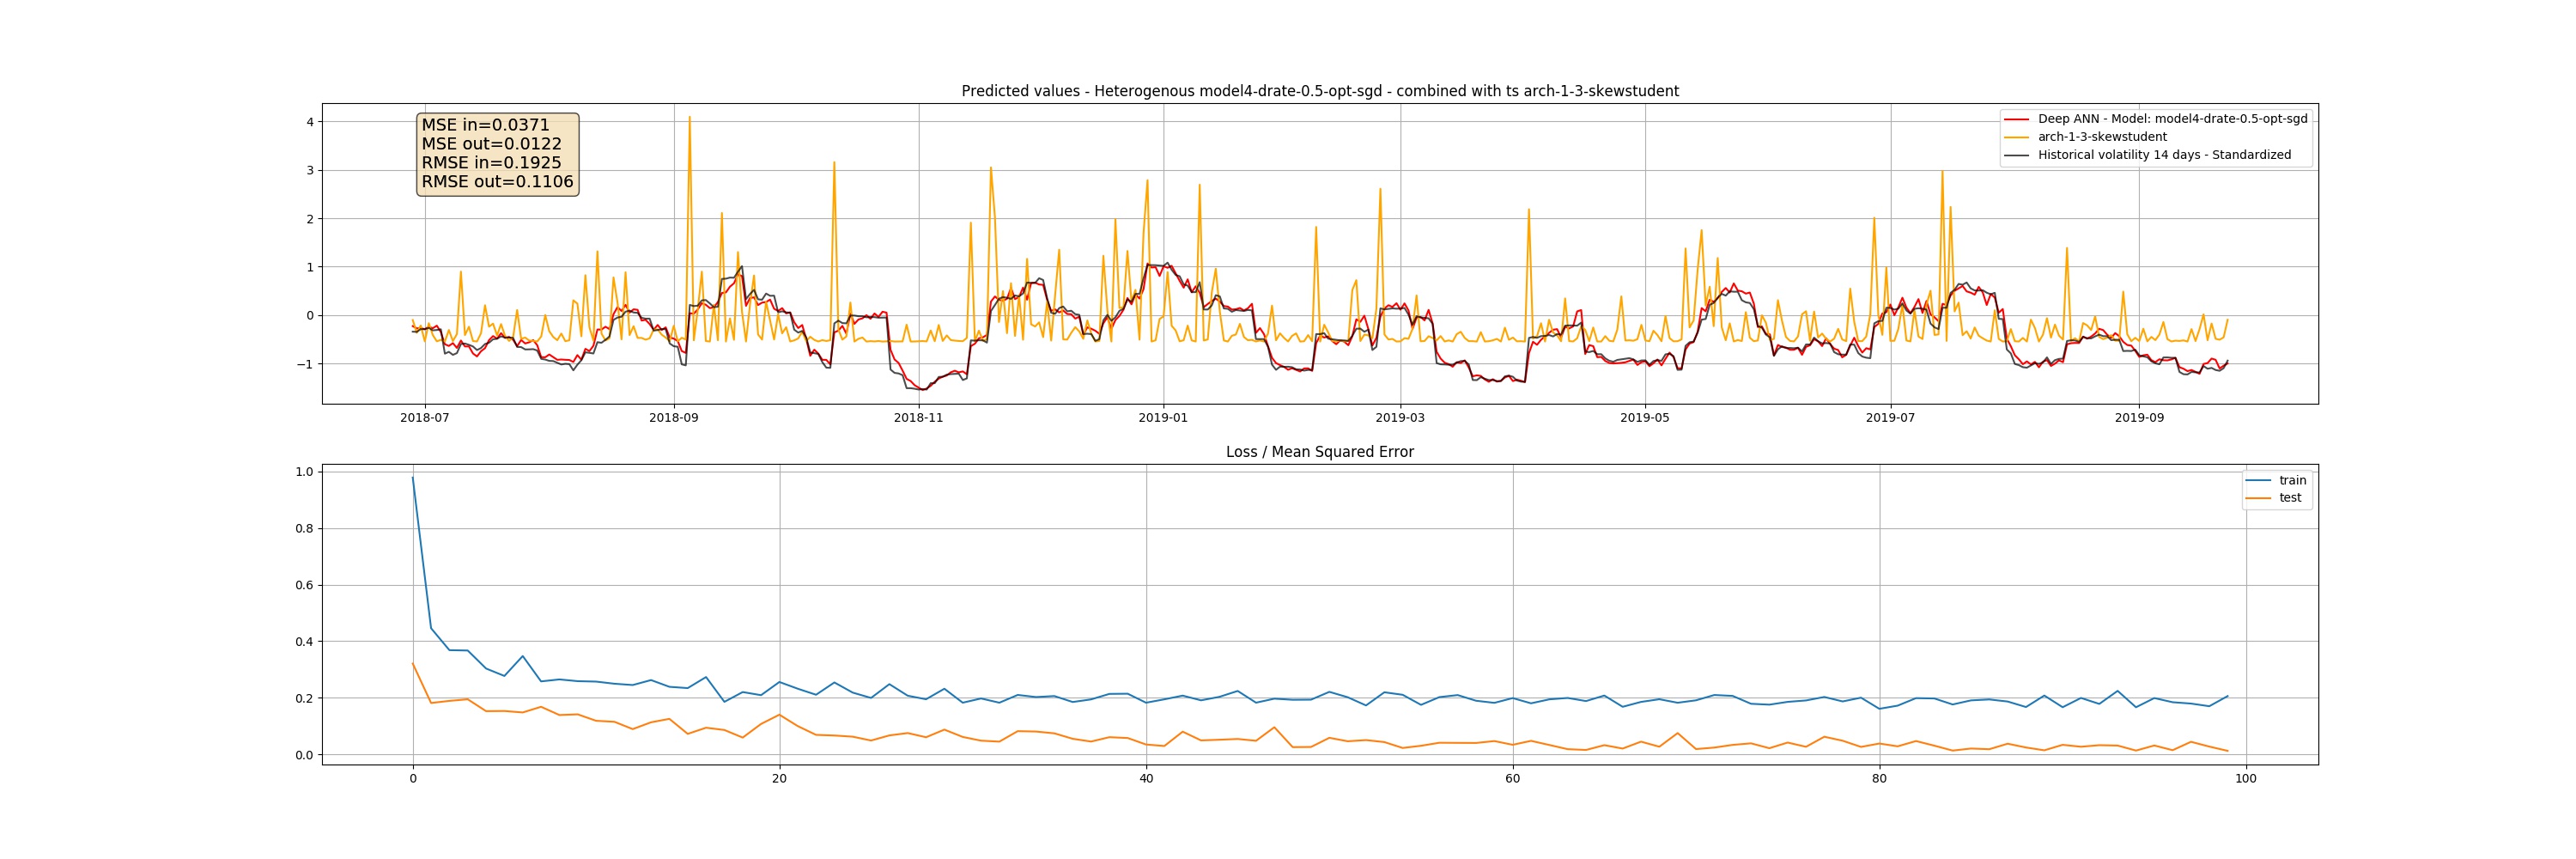 Predicted values - Heterogenous model4-drate-0.5-opt-sgd - combined with ts arch-1-3-skewstudent
MSE in=0.0371
MSE out=0.0122
RMSE in=0.1925
RMSE out=0.1106
Deep ANN - Model: model4-drate-0.5-opt-sgd
arch-1-3-skewstudent
Historical volatility 14 days - Standardized
4
3
2
1
0
−1
2018-07 2018-09 2018-11 2019-01 2019-03 2019-05 2019-07 2019-09
Loss / Mean Squared Error
train
test
1.0
0.8
0.6
0.4
0.2
0.0
0 20 40 60 80 100